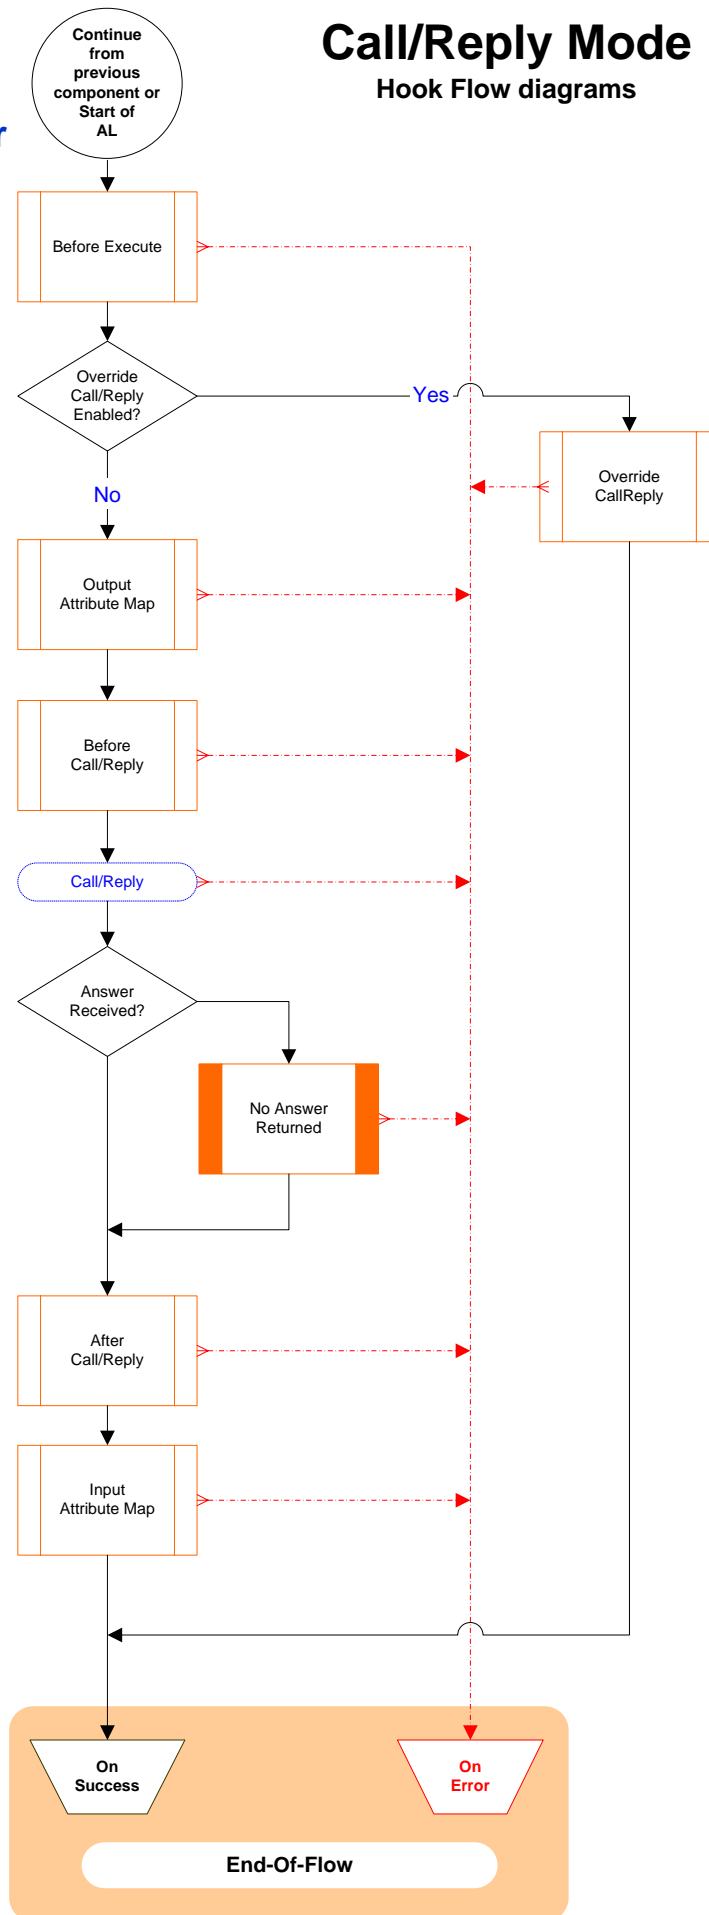 Call/Reply Mode
Hook Flow diagrams
Continue
from
previous
component or
Start of
AL
r
Before Execute
Override
Call/Reply
Enabled?
Yes
Override
CallReply
No
Output
Attribute Map
Before
Call/Reply
Call/Reply
Answer
Received?
No Answer
Returned
After
Call/Reply
Input
Attribute Map
On
Success
On
Error
End-Of-Flow